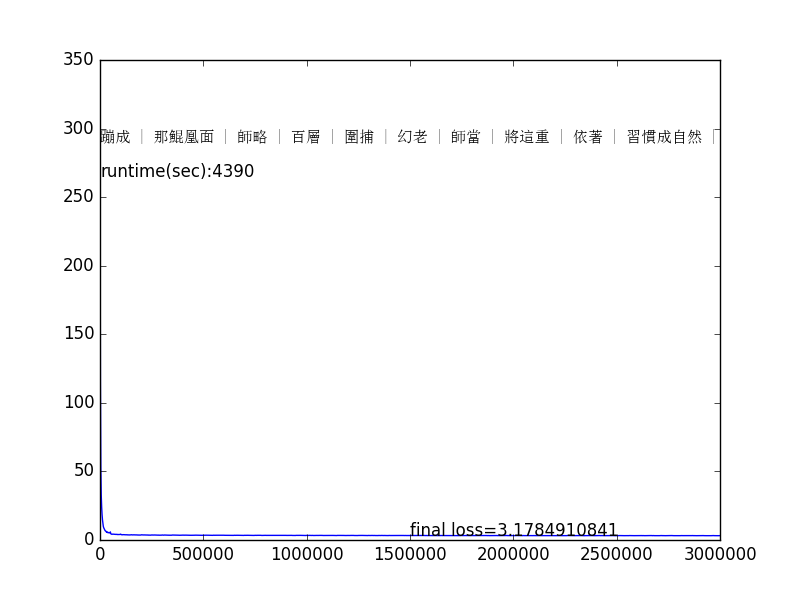 350
300
蹦成 | 那鯤凰面 | 師略 | 百層 | 圍捕 | 幻老 | 師當 | 將這重 | 依著 | 習慣成自然 |
runtime(sec):4390
250
200
150
100
50
final loss=3.1784910841
0
0 500000 1000000 1500000 2000000 2500000 3000000